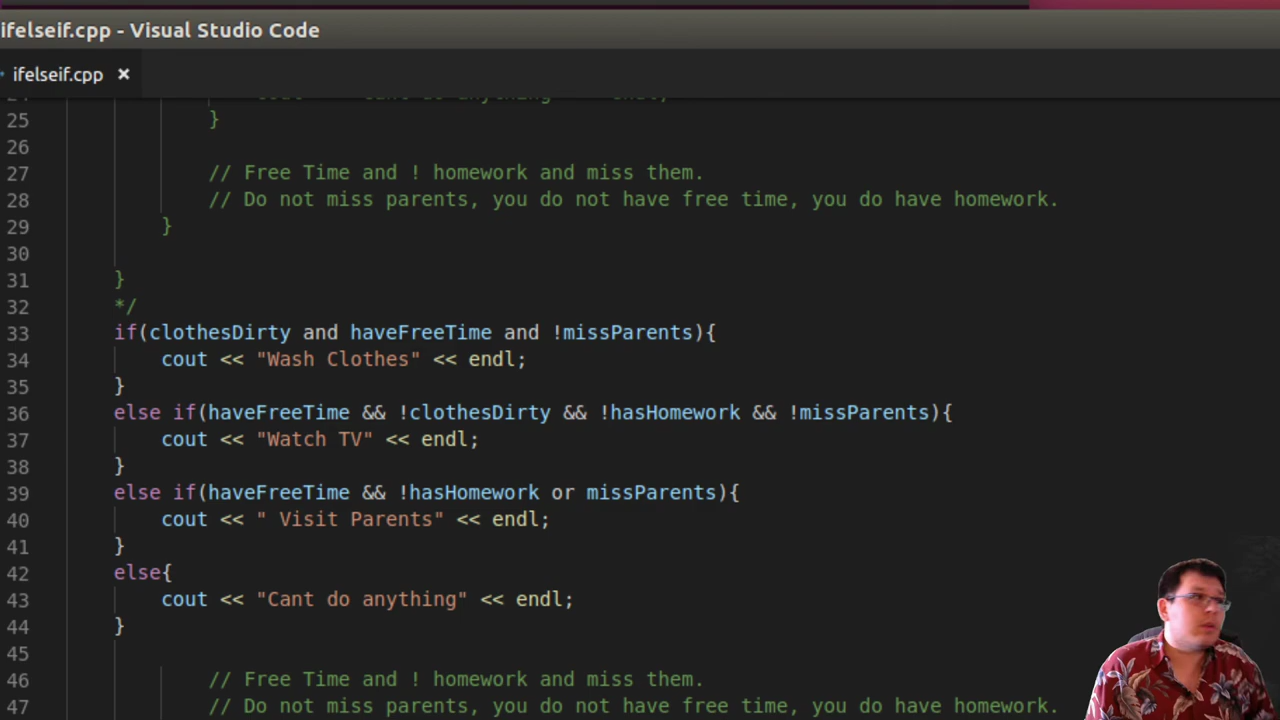 ifelseif.cpp - Visual Studio Code
ifelseif.cpp ×
25 }
26
27 // Free Time and ! homework and miss them.
28 // Do not miss parents, you do not have free time, you do have homework.
29 }
30
31 }
32 */
33 if(clothesDirty and haveFreeTime and !missParents){
34 cout << "Wash Clothes" << endl;
35 }
36 else if(haveFreeTime && !clothesDirty && !hasHomework && !missParents){
37 cout << "Watch TV" << endl;
38 }
39 else if(haveFreeTime && !hasHomework or missParents){
40 cout << " Visit Parents" << endl;
41 }
42 else{
43 cout << "Cant do anything" << endl;
44 }
45
46 // Free Time and ! homework and miss them.
47 // Do not miss parents, you do not have free time, you do have homework.